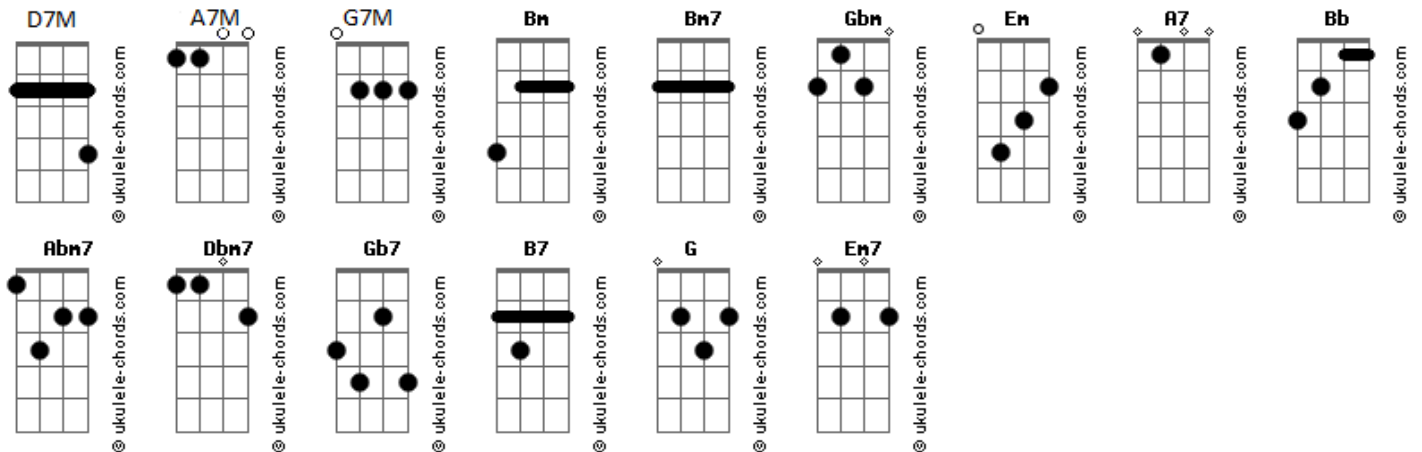 D7M A7M G7M Bm Bm7 Gbm Em A7 Bb
© ukulele-chords.com © ukulele-chords.com © ukulele-chords.com © ukulele-chords.com © ukulele-chords.com © ukulele-chords.com © ukulele-chords.com © ukulele-chords.com © ukulele-chords.com
Abm7 Dbm7 Gb7 B7 G Em7
© ukulele-chords.com © ukulele-chords.com © ukulele-chords.com © ukulele-chords.com © ukulele-chords.com © ukulele-chords.com